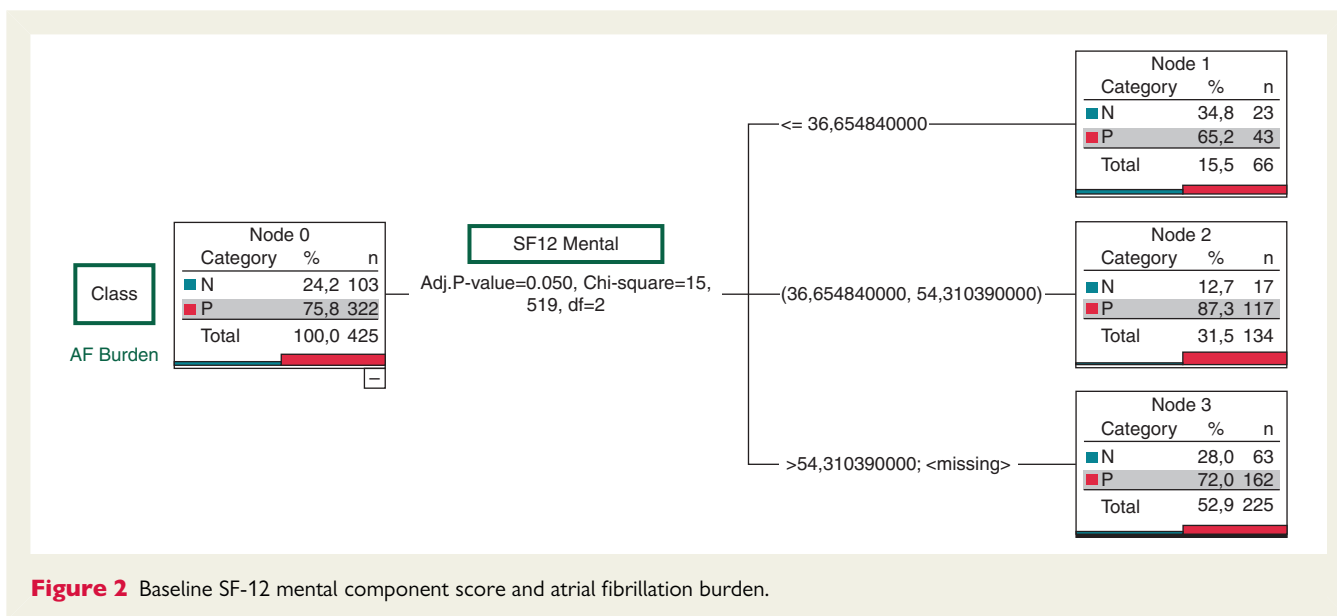 Class
AF Burden
Node 0
Category % n
N 24,2 103
P 75,8 322
Total 100,0 425
–
SF12 Mental
Adj.P-value=0.050, Chi-square=15,
519, df=2
<= 36,654840000
(36,654840000, 54,310390000)
>54,310390000; <missing>
Node 1
Category % n
N 34,8 23
P 65,2 43
Total 15,5 66
Node 2
Category % n
N 12,7 17
P 87,3 117
Total 31,5 134
Node 3
Category % n
N 28,0 63
P 72,0 162
Total 52,9 225
Figure 2 Baseline SF-12 mental component score and atrial fibrillation burden.